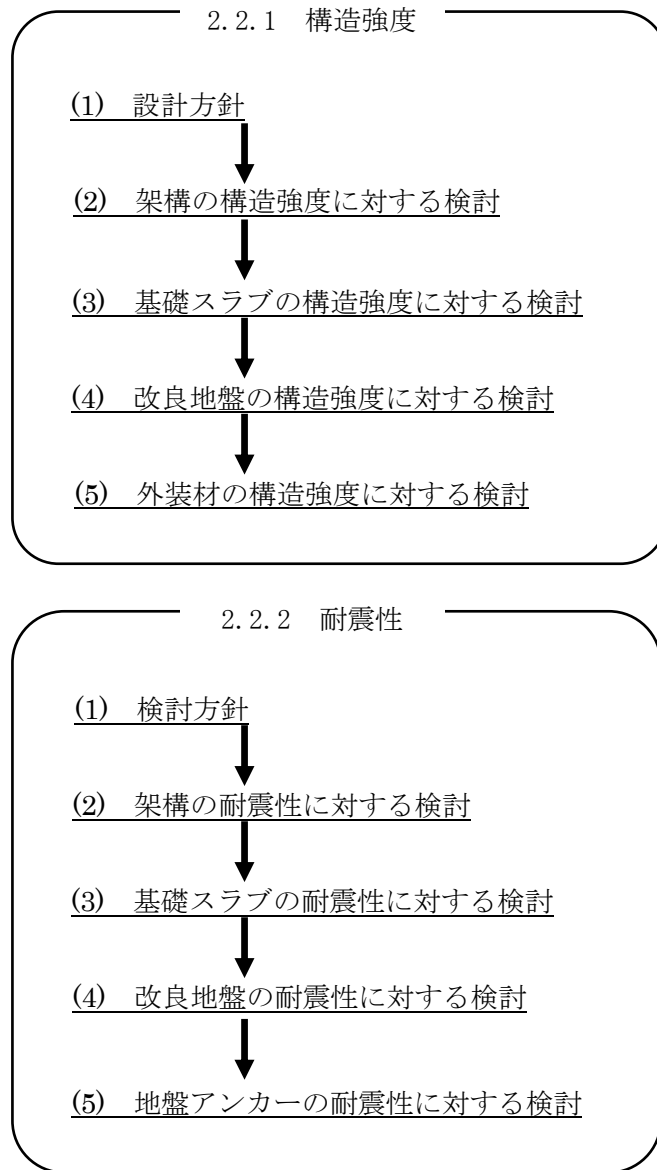 2.2.1 構造強度
(1) 設計方針
(2) 架構の構造強度に対する検討
(3) 基礎スラブの構造強度に対する検討
(4) 改良地盤の構造強度に対する検討
(5) 外装材の構造強度に対する検討
2.2.2 耐震性
(1) 検討方針
(2) 架構の耐震性に対する検討
(3) 基礎スラブの耐震性に対する検討
(4) 改良地盤の耐震性に対する検討
(5) 地盤アンカーの耐震性に対する検討